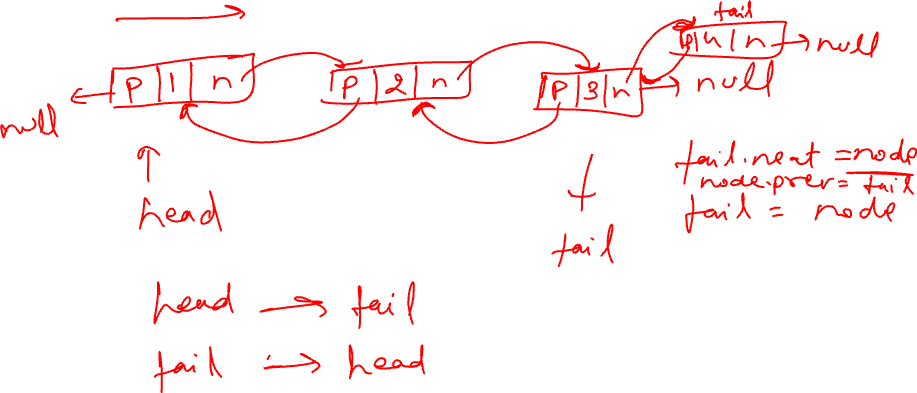 tail
P 4 n null
null P 1 n P 2 n P 3 n null
head
tail
tail.next = node
node.prev = tail
tail = node
head → tail
tail → head